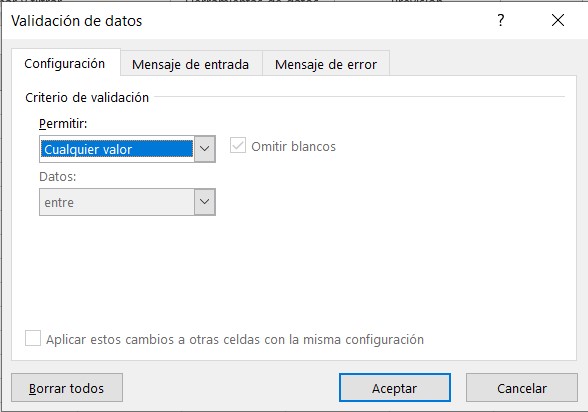 Validación de datos
Configuración
Mensaje de entrada
Mensaje de error
Criterio de validación
Permitir:
Cualquier valor
Omitir blancos
Datos:
entre
Aplicar estos cambios a otras celdas con la misma configuración
Borrar todos
Aceptar
Cancelar